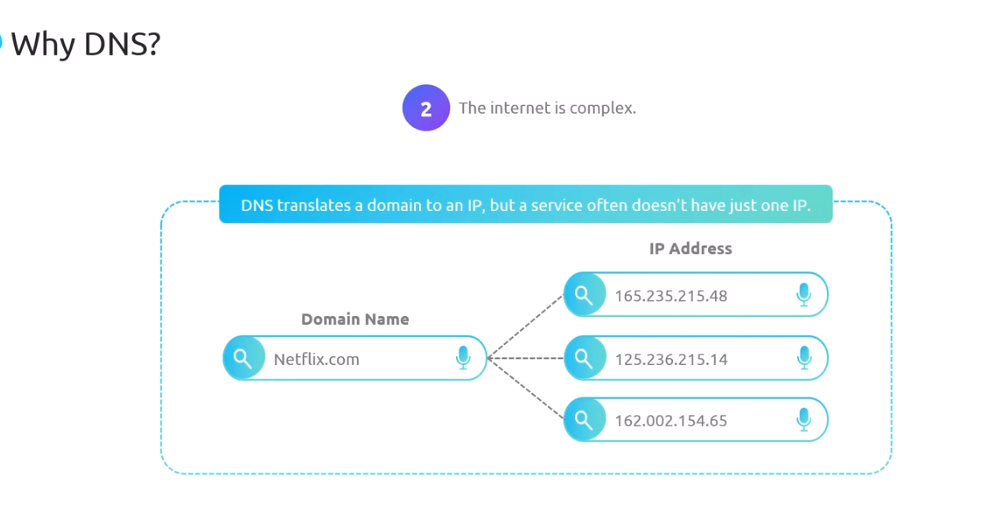 Why DNS?
2
The internet is complex.
DNS translates a domain to an IP, but a service often doesn't have just one IP.
IP Address
165.235.215.48
Domain Name
Netflix.com
125.236.215.14
162.002.154.65